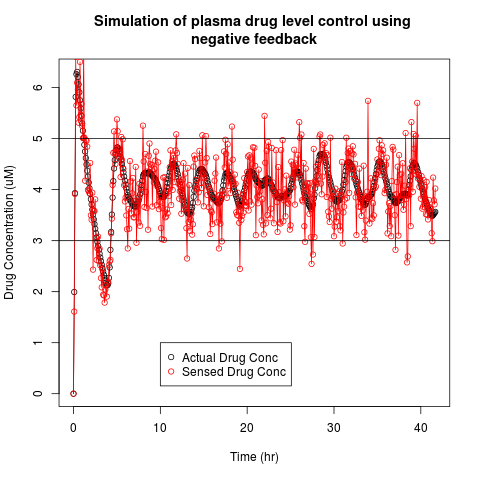 Simulation of plasma drug level control using
negative feedback
Drug Concentration (uM)
6
5
4
3
2
1
0
Actual Drug Conc
Sensed Drug Conc
0 10 20 30 40
Time (hr)